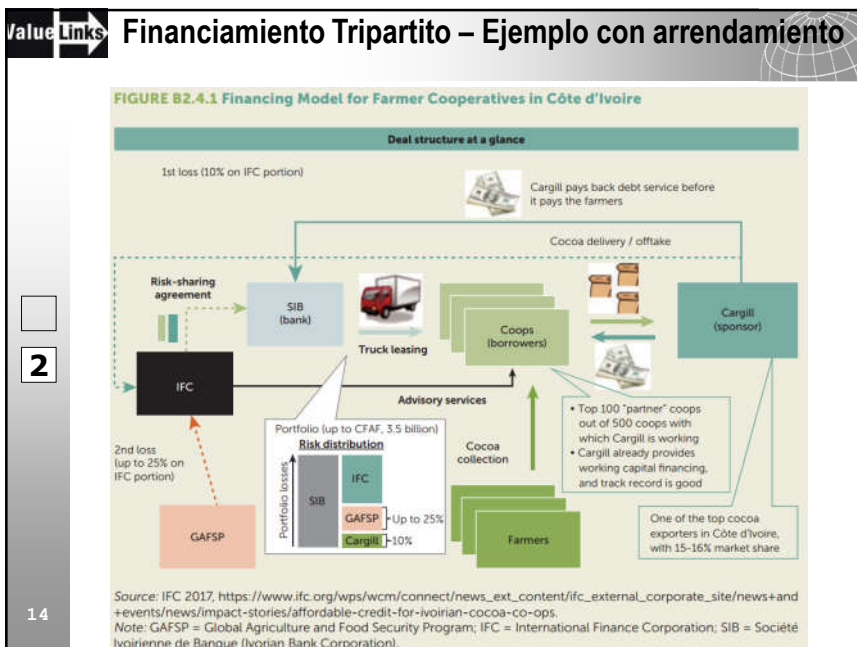 Value Links
Financiamiento Tripartito – Ejemplo con arrendamiento
FIGURE B2.4.1 Financing Model for Farmer Cooperatives in Côte d'Ivoire
Deal structure at a glance
1st loss (10% on IFC portion)
Cargill pays back debt service before
it pays the farmers
Cocoa delivery / offtake
Risk-sharing
agreement
SIB
(bank)
Truck leasing
Coops
(borrowers)
Cargill
(sponsor)
2
IFC
Advisory services
2nd loss
(up to 25% on
IFC portion)
Portfolio (up to CFAF, 3.5 billion)
Risk distribution
Portfolio losses
SIB
IFC
GAFSP
Up to 25%
Cargill
10%
Cocoa
collection
• Top 100 "partner" coops
out of 500 coops with
which Cargill is working
• Cargill already provides
working capital financing,
and track record is good
GAFSP
Farmers
One of the top cocoa
exporters in Côte d'Ivoire,
with 15-16% market share
14
Source: IFC 2017, https://www.ifc.org/wps/wcm/connect/news_ext_content/ifc_external_corporate_site/news+and
+events/news/impact-stories/affordable-credit-for-ivoirian-cocoa-co-ops.
Note: GAFSP = Global Agriculture and Food Security Program; IFC = International Finance Corporation; SIB = Société
Ivoirienne de Banque (Ivorian Bank Corporation).